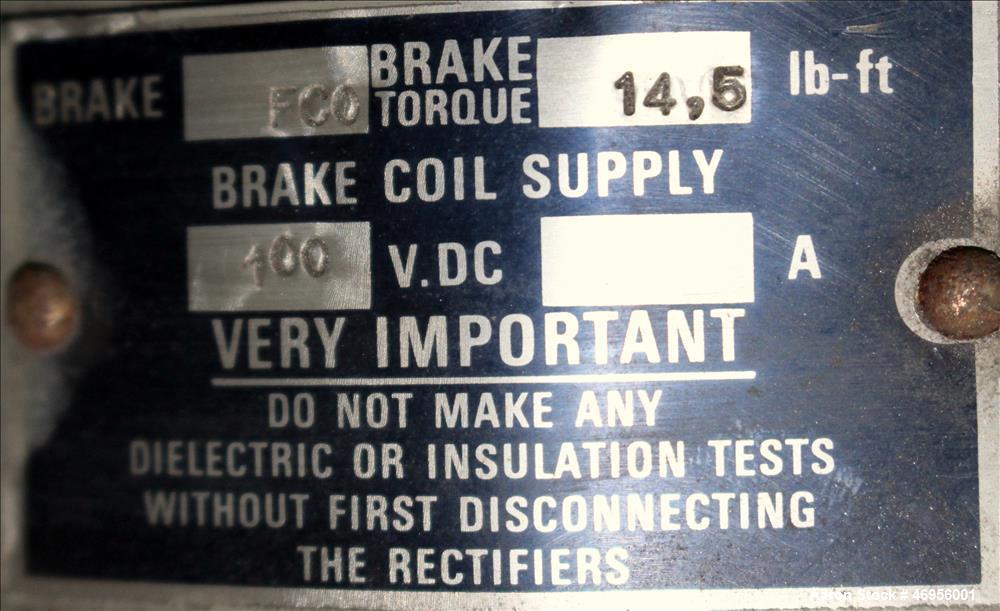 BRAKE FCO BRAKE TORQUE 14,5 lb-ft
BRAKE COIL SUPPLY
100 V.DC A
VERY IMPORTANT
DO NOT MAKE ANY
DIELECTRIC OR INSULATION TESTS
WITHOUT FIRST DISCONNECTING
THE RECTIFIERS
Aaron Stock # 46956001